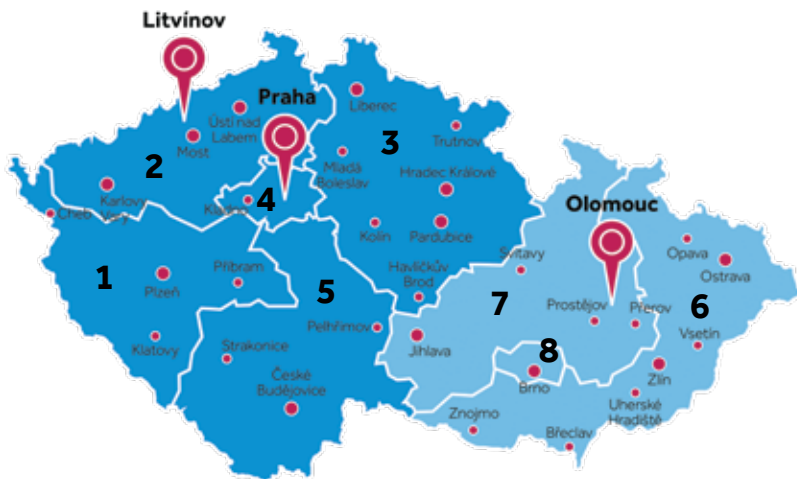 Litvínov
Praha
Liberec
Ústí nad
Labem
3
Trutnov
Most
2
Mladá
Boleslav
Hradec Králové
Karlovy
Vary
4
Kladno
Olomouc
Cheb
Kolín
Pardubice
Svitavy
Opava
Ostrava
1
Příbram
Havlíčkův
Brod
Plzeň
5
7
6
Prostějov
Přerov
Pelhřimov
Vsetín
Klatovy
Jihlava
8
Strakonice
Zlín
České
Budějovice
Brno
Uherské
Hradiště
Znojmo
Břeclav